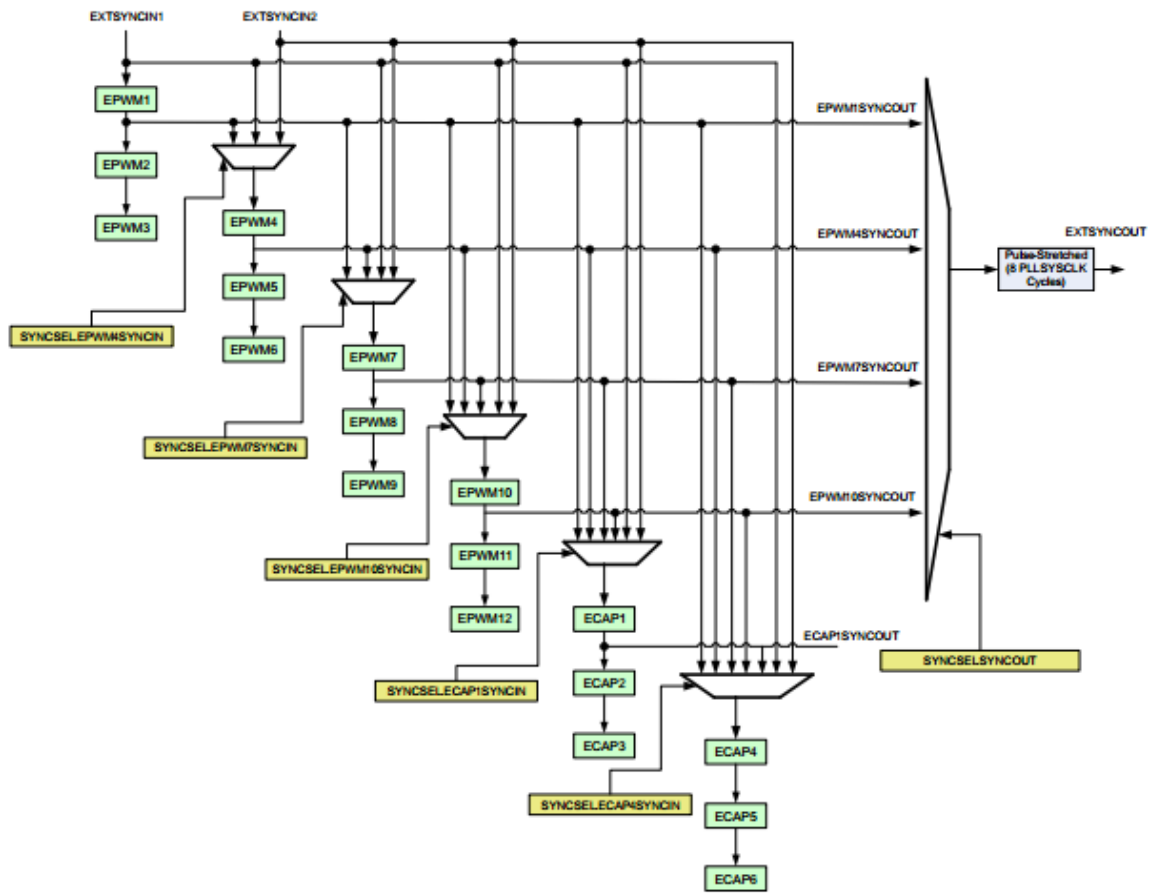 EXTSYNCIN1
EXTSYNCIN2
EPWM1
EPWM1SYNCOUT
EPWM2
EPWM3
EPWM4
EPWM4SYNCOUT
EXTSYNCOUT
Pulse-Stretched
(8 PLLSYSCLK
Cycles)
EPWM5
SYNCSEL.EPWM4SYNCIN
EPWM6
EPWM7
EPWM7SYNCOUT
EPWM8
SYNCSEL.EPWM7SYNCIN
EPWM9
EPWM10
EPWM10SYNCOUT
EPWM11
SYNCSEL.EPWM10SYNCIN
EPWM12
ECAP1
ECAP1SYNCOUT
SYNCSELSYNCOUT
ECAP2
SYNCSEL.ECAP1SYNCIN
ECAP3
ECAP4
SYNCSEL.ECAP4SYNCIN
ECAP5
ECAP6